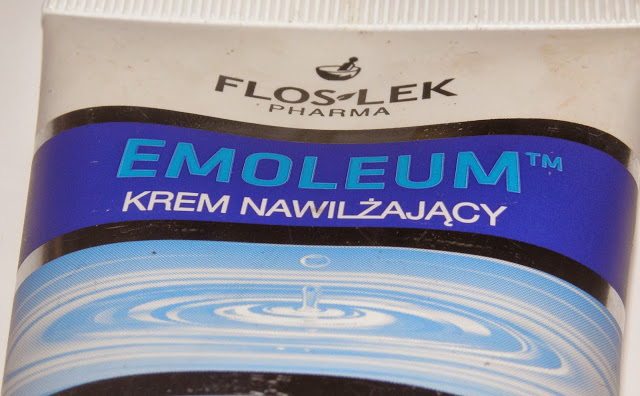 FLOS-LEK
PHARMA
EMOLEUM™
KREM NAWILŻAJĄCY